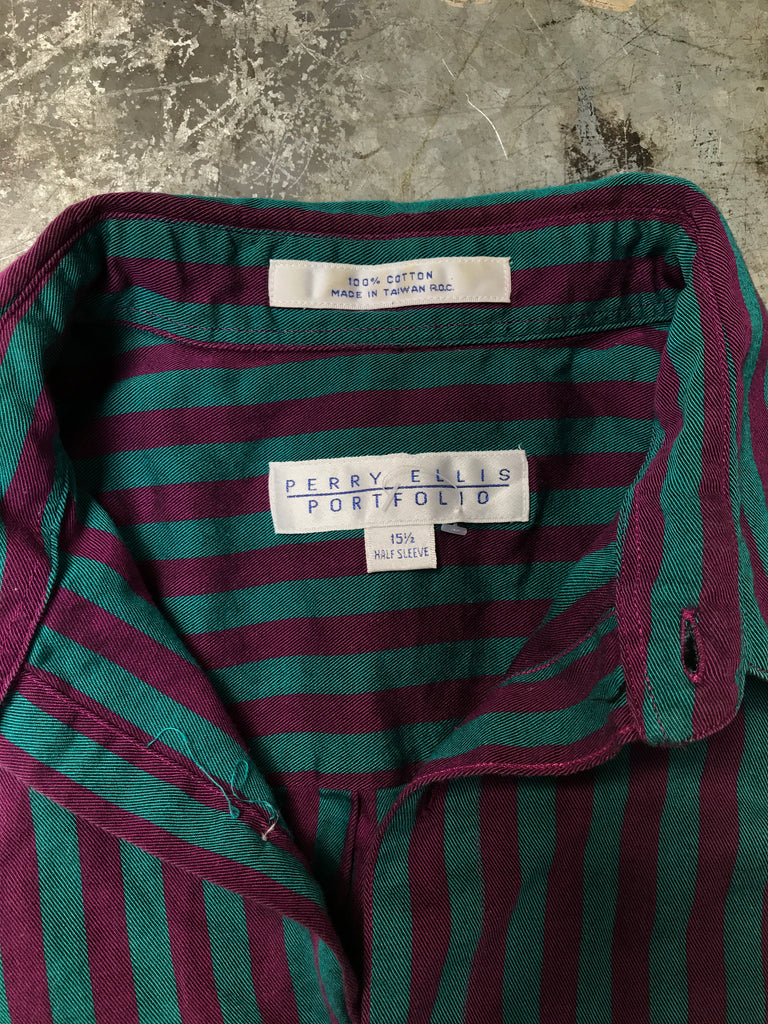 100% COTTON
MADE IN TAIWAN R.O.C.
PERRY ELLIS
PORTFOLIO
15½
HALF SLEEVE